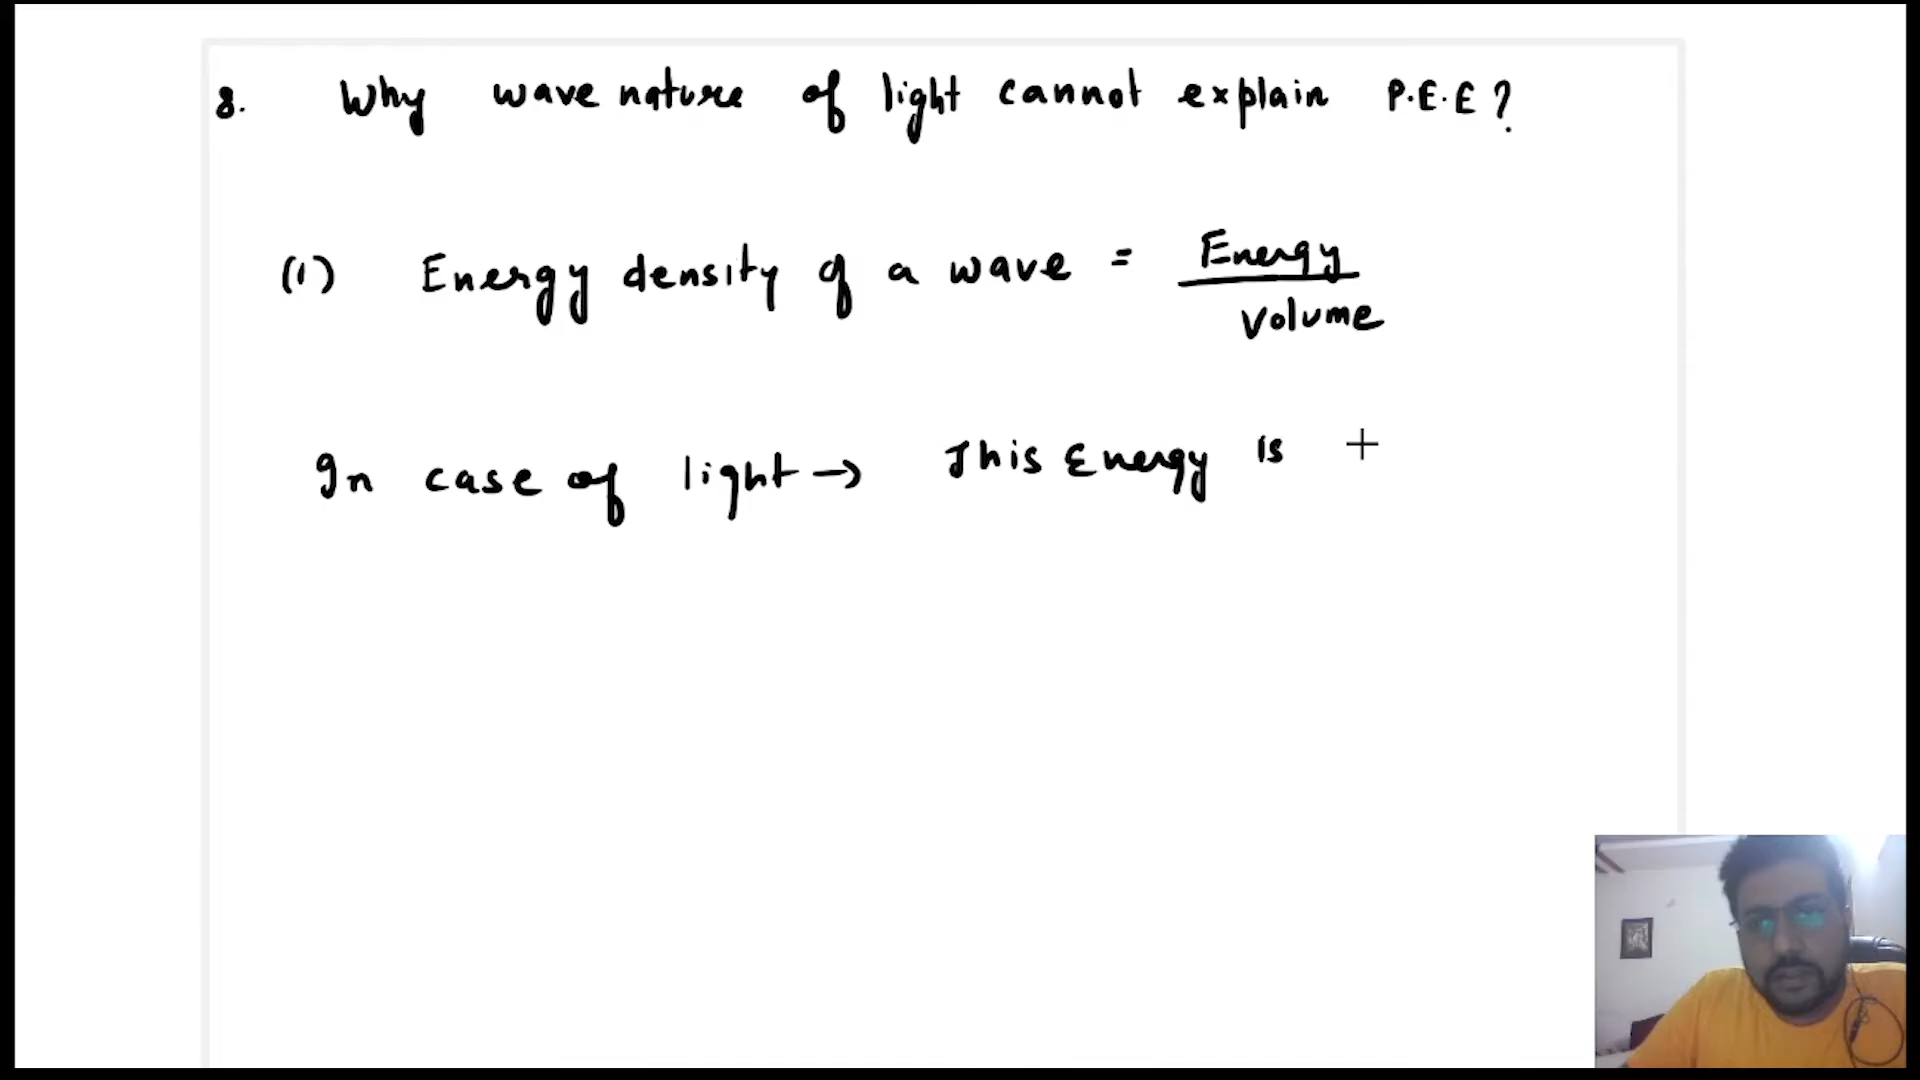 8. Why wave nature of light cannot explain P.E.E?
(1) Energy density of a wave = Energy / Volume
In case of light → This Energy is